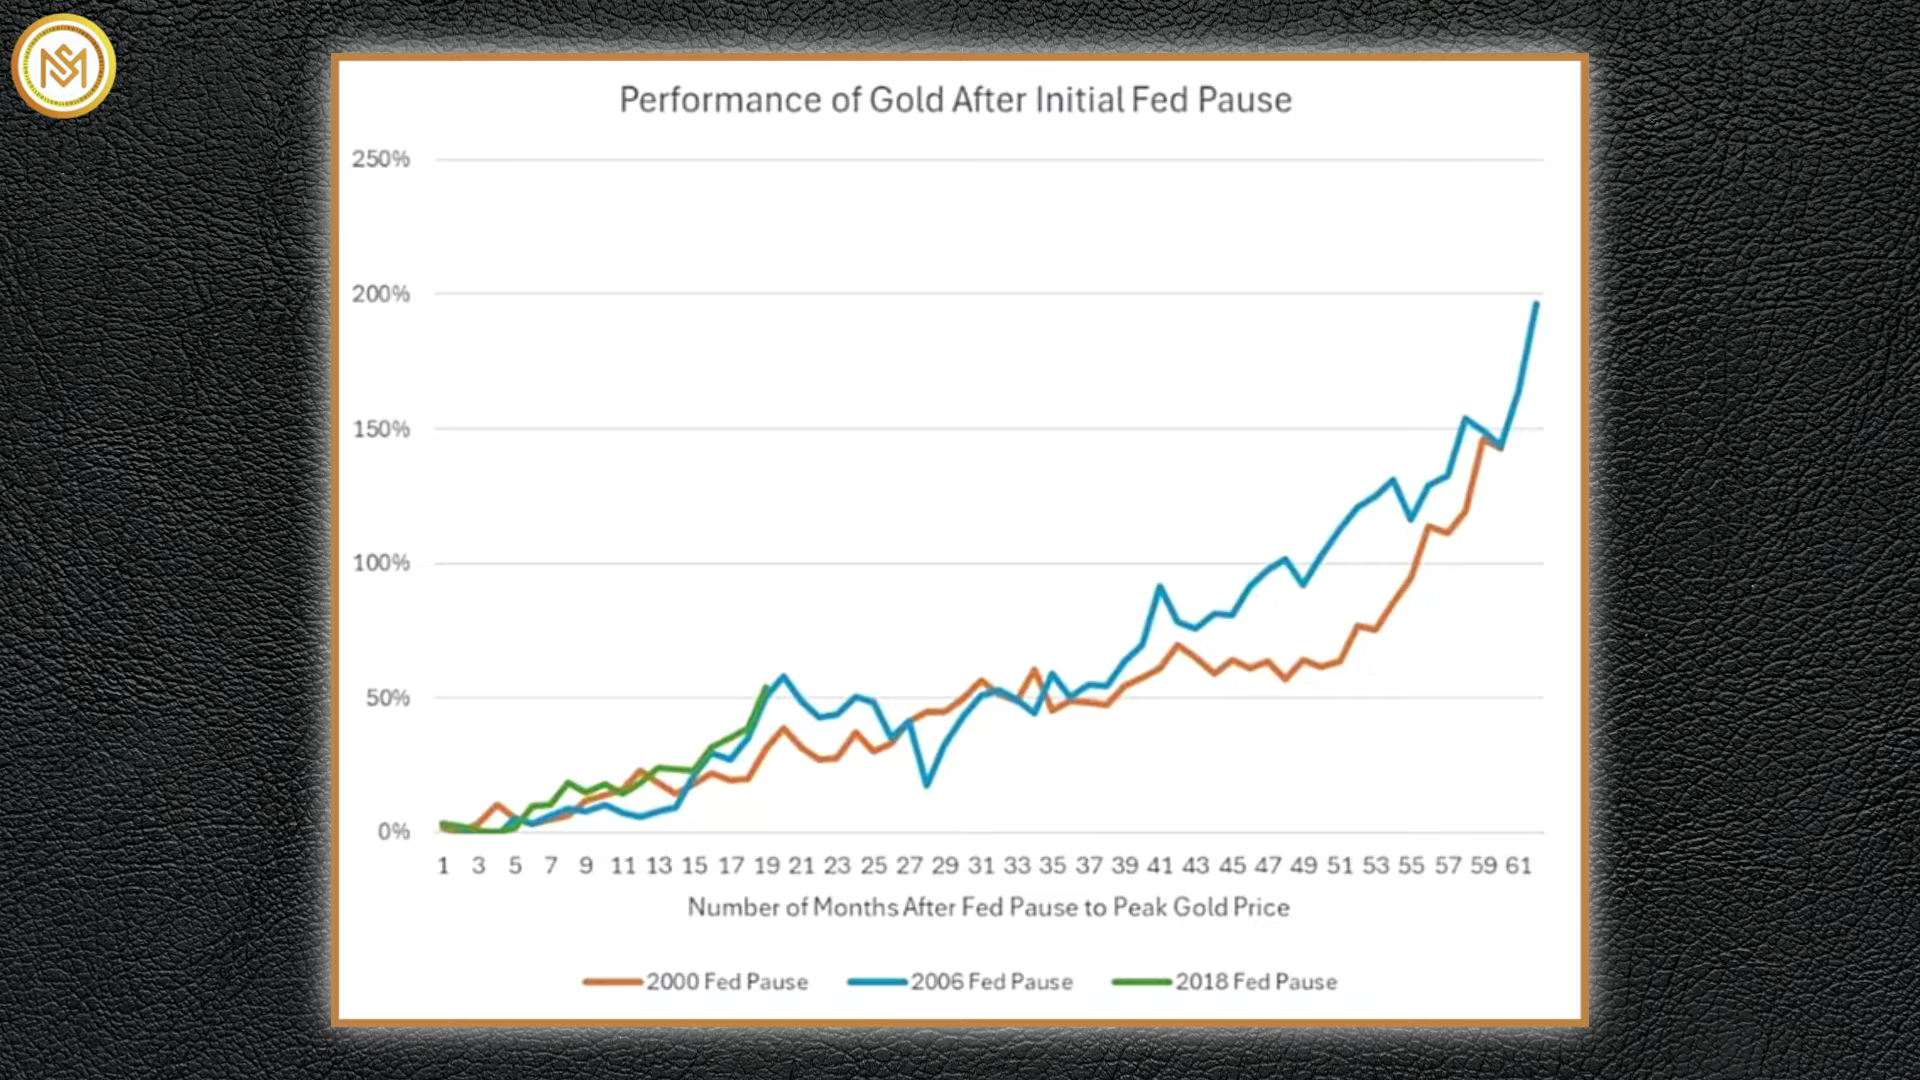 Performance of Gold After Initial Fed Pause
250%
200%
150%
100%
50%
0%
1 3 5 7 9 11 13 15 17 19 21 23 25 27 29 31 33 35 37 39 41 43 45 47 49 51 53 55 57 59 61
Number of Months After Fed Pause to Peak Gold Price
2000 Fed Pause 2006 Fed Pause 2018 Fed Pause